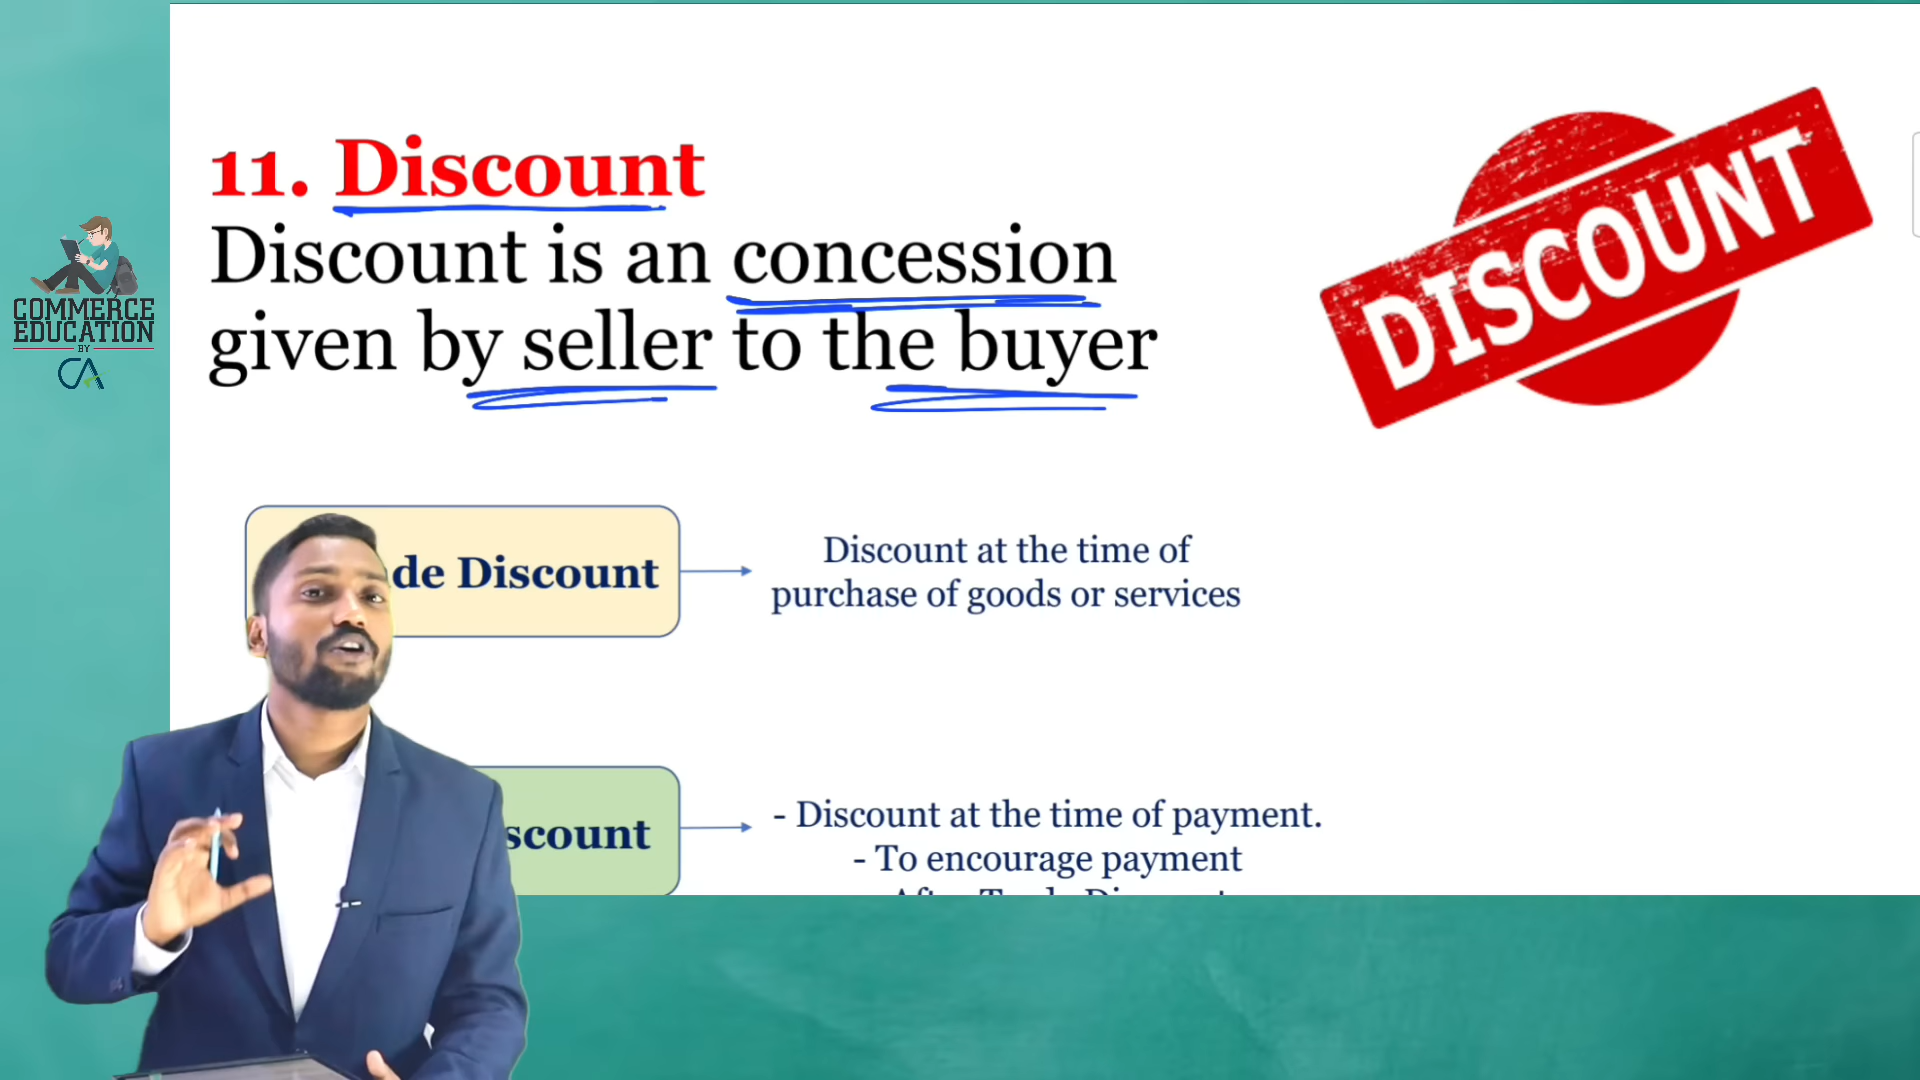 11. Discount
Discount is an concession
given by seller to the buyer
DISCOUNT
COMMERCE
EDUCATION
BY
CA
de Discount
Discount at the time of
purchase of goods or services
scount
- Discount at the time of payment.
- To encourage payment